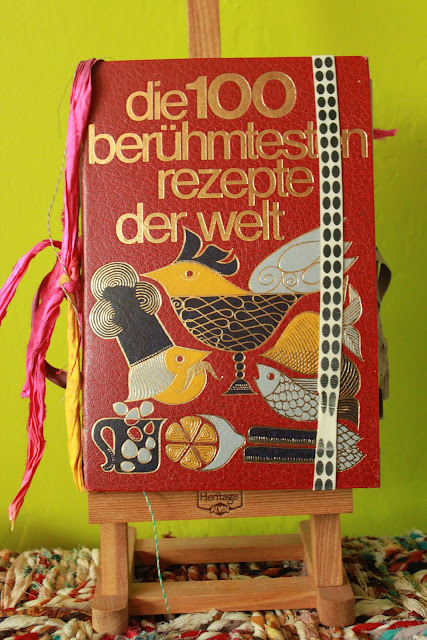 die 100
berühmtesten
rezepte
der welt
Heritage
ALVIN